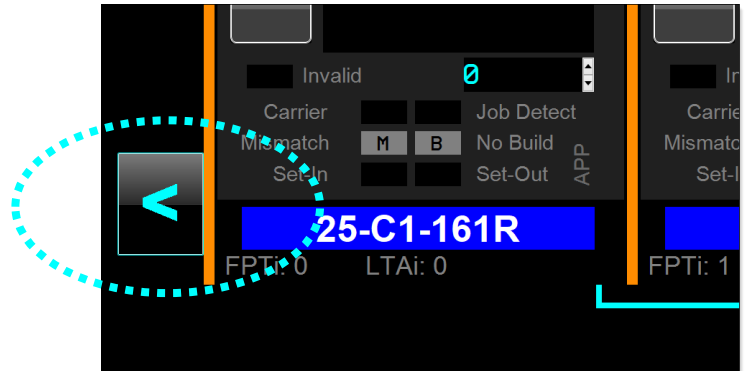 Invalid 0
Carrier Job Detect
Mismatch M B No Build
Set-In Set-Out APP
<
25-C1-161R
FPTi: 0 LTAi: 0
Carrie
Mismatc
Set-I
FPTi: 1